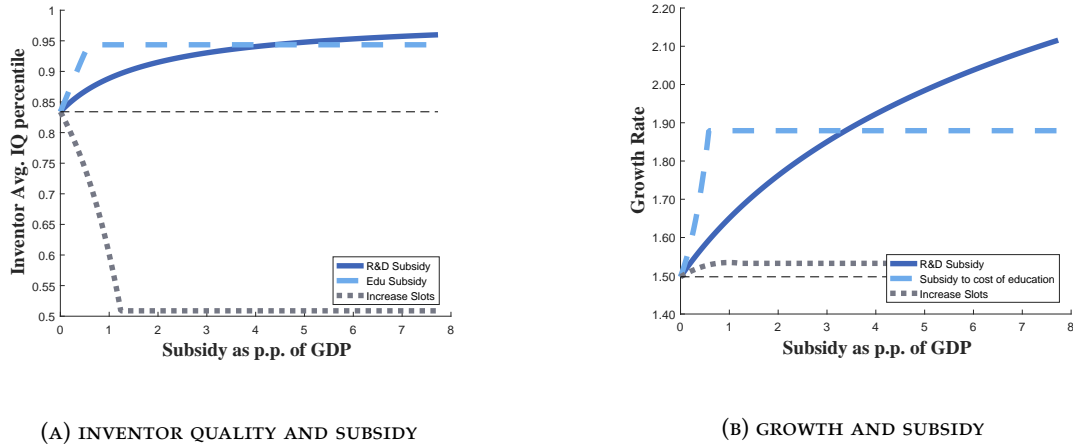 Inventor Avg. IQ percentile
1
0.95
0.9
0.85
0.8
0.75
0.7
0.65
0.6
0.55
0.5
R&D Subsidy
Edu Subsidy
Increase Slots
0 1 2 3 4 5 6 7 8
Subsidy as p.p. of GDP
(A) INVENTOR QUALITY AND SUBSIDY
Growth Rate
2.20
2.10
2.00
1.90
1.80
1.70
1.60
1.50
1.40
R&D Subsidy
Subsidy to cost of education
Increase Slots
0 1 2 3 4 5 6 7 8
Subsidy as p.p. of GDP
(B) GROWTH AND SUBSIDY